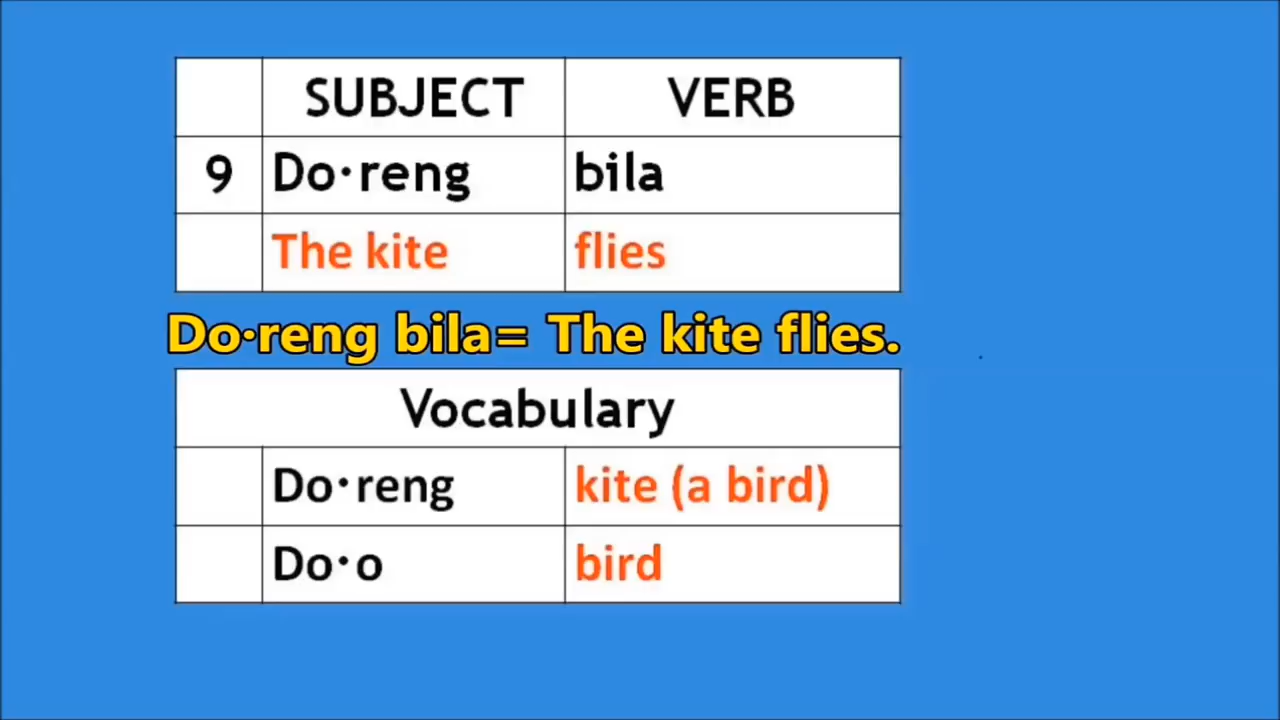 SUBJECT VERB
9 Do·reng bila
The kite flies
Do·reng bila= The kite flies.
Vocabulary
Do·reng kite (a bird)
Do·o bird